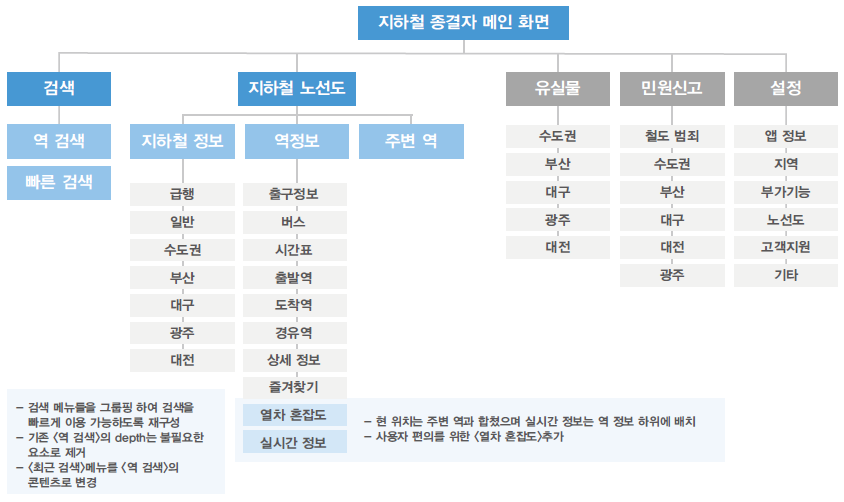 지하철 종결자 메인 화면
검색
지하철 노선도
유실물
민원신고
설정
역 검색
빠른 검색
지하철 정보
역정보
주변 역
급행
일반
수도권
부산
대구
광주
대전
출구정보
버스
시간표
출발역
도착역
경유역
상세 정보
즐겨찾기
열차 혼잡도
실시간 정보
수도권
부산
대구
광주
대전
철도 범죄
수도권
부산
대구
대전
광주
앱 정보
지역
부가기능
노선도
고객지원
기타
– 검색 메뉴들을 그룹핑 하여 검색을
빠르게 이용 가능하도록 재구성
– 기존 〈역 검색〉의 depth는 불필요한
요소로 제거
– 〈최근 검색〉메뉴를 〈역 검색〉의
콘텐츠로 변경
– 현 위치는 주변 역과 합쳤으며 실시간 정보는 역 정보 하위에 배치
– 사용자 편의를 위한 〈열차 혼잡도〉추가